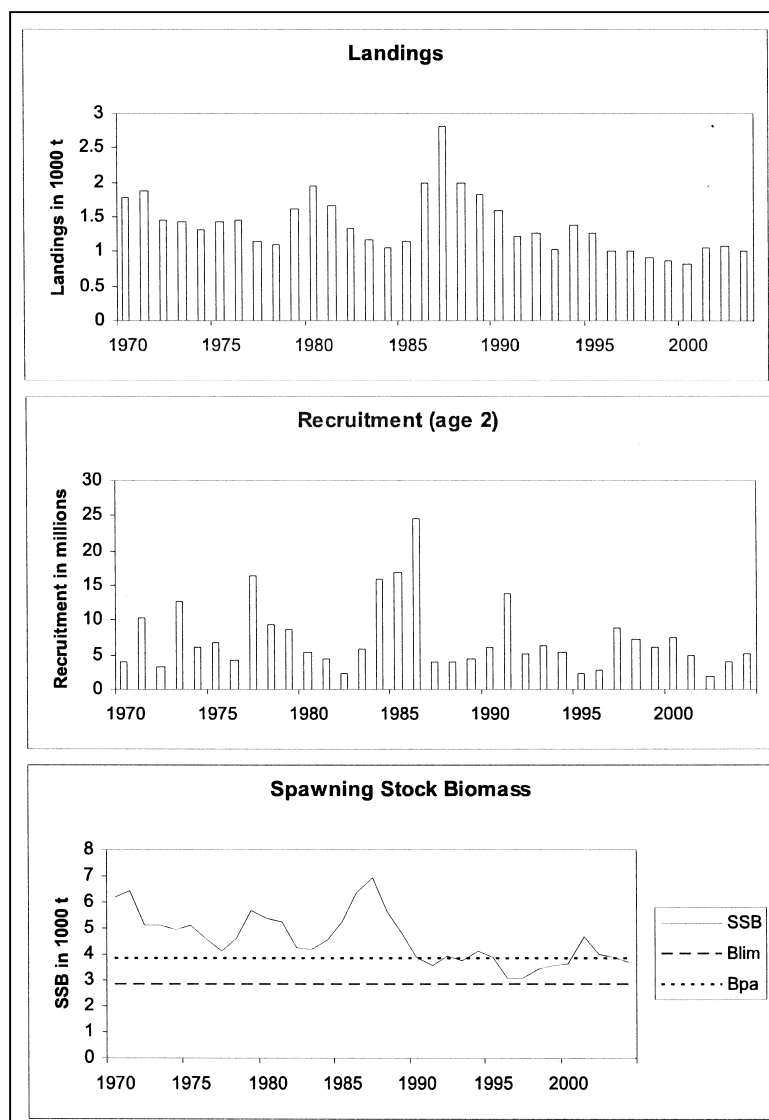 Landings
Landings in 1000 t
3
2.5
2
1.5
1
0.5
0
1970 1975 1980 1985 1990 1995 2000
Recruitment (age 2)
Recruitment in millions
30
25
20
15
10
5
0
1970 1975 1980 1985 1990 1995 2000
Spawning Stock Biomass
SSB in 1000 t
8
7
6
5
4
3
2
1
0
1970 1975 1980 1985 1990 1995 2000
SSB
Blim
Bpa